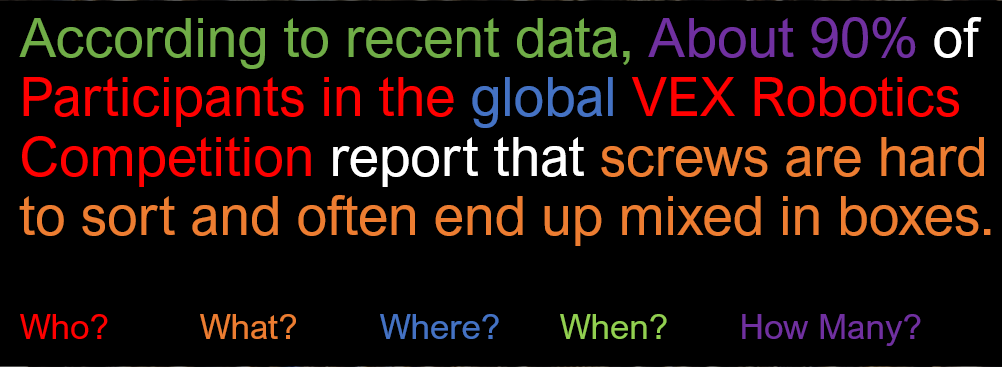 According to recent data, About 90% of
Participants in the global VEX Robotics
Competition report that screws are hard
to sort and often end up mixed in boxes.
Who? What? Where? When? How Many?